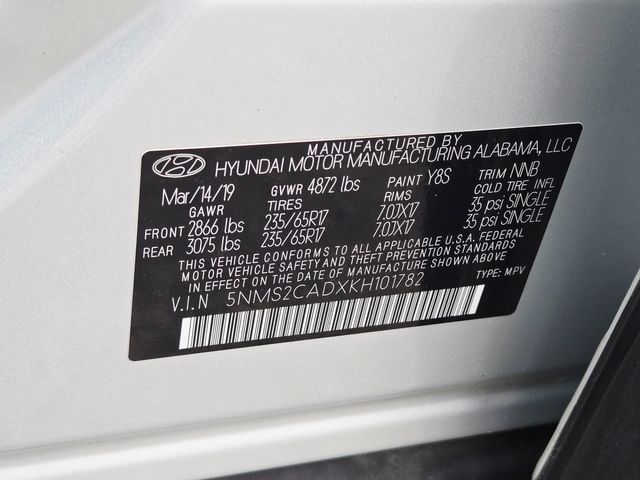 MANUFACTURED BY
HYUNDAI MOTOR MANUFACTURING ALABAMA, LLC
Mar/14/19 GVWR 4872 lbs PAINT Y8S TRIM NNB
GAWR TIRES RIMS COLD TIRE INFL
FRONT 2866 lbs 235/65R17 7.0JX17 35 psi SINGLE
REAR 3075 lbs 235/65R17 7.0JX17 35 psi SINGLE
THIS VEHICLE CONFORMS TO ALL APPLICABLE U.S.A. FEDERAL
MOTOR VEHICLE SAFETY AND THEFT PREVENTION STANDARDS
IN EFFECT ON THE DATE OF MANUFACTURE SHOWN ABOVE
V.I.N 5NMS2CADXKH101782 TYPE: M.P.V